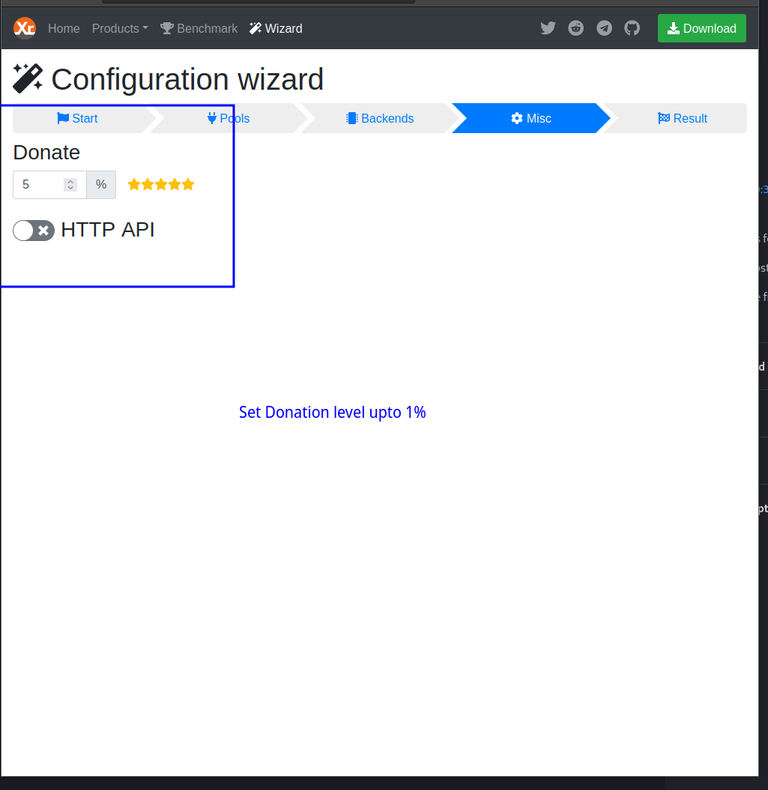 Xr Home Products Benchmark Wizard Download
Configuration wizard
Start Pools Backends Misc Result
Donate
5 %
HTTP API
Set Donation level upto 1%